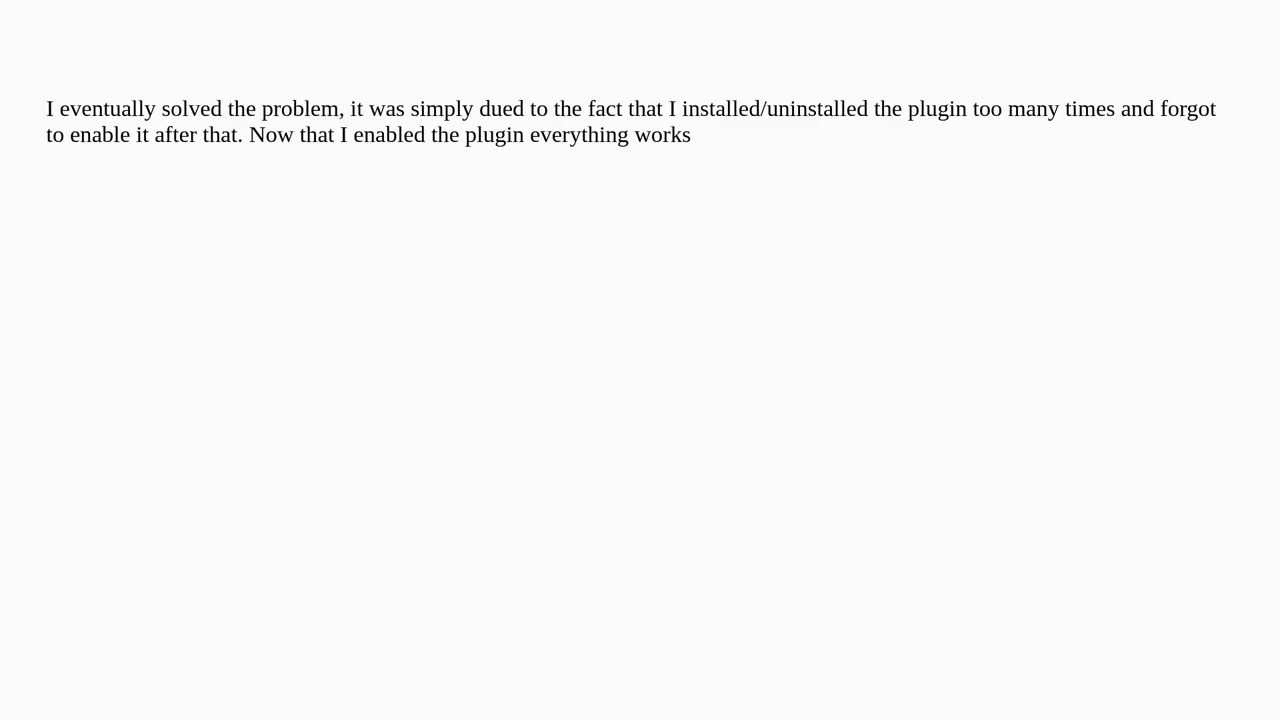 I eventually solved the problem, it was simply dued to the fact that I installed/uninstalled the plugin too many times and forgot
to enable it after that. Now that I enabled the plugin everything works